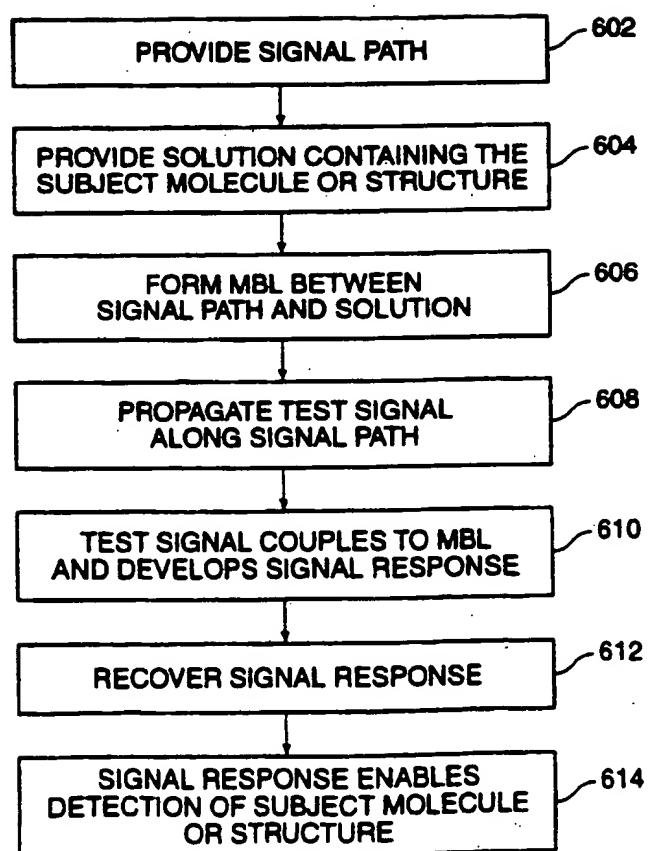 PROVIDE SIGNAL PATH
602
PROVIDE SOLUTION CONTAINING THE
SUBJECT MOLECULE OR STRUCTURE
604
FORM MBL BETWEEN
SIGNAL PATH AND SOLUTION
606
PROPAGATE TEST SIGNAL
ALONG SIGNAL PATH
608
TEST SIGNAL COUPLES TO MBL
AND DEVELOPS SIGNAL RESPONSE
610
RECOVER SIGNAL RESPONSE
612
SIGNAL RESPONSE ENABLES
DETECTION OF SUBJECT MOLECULE
OR STRUCTURE
614